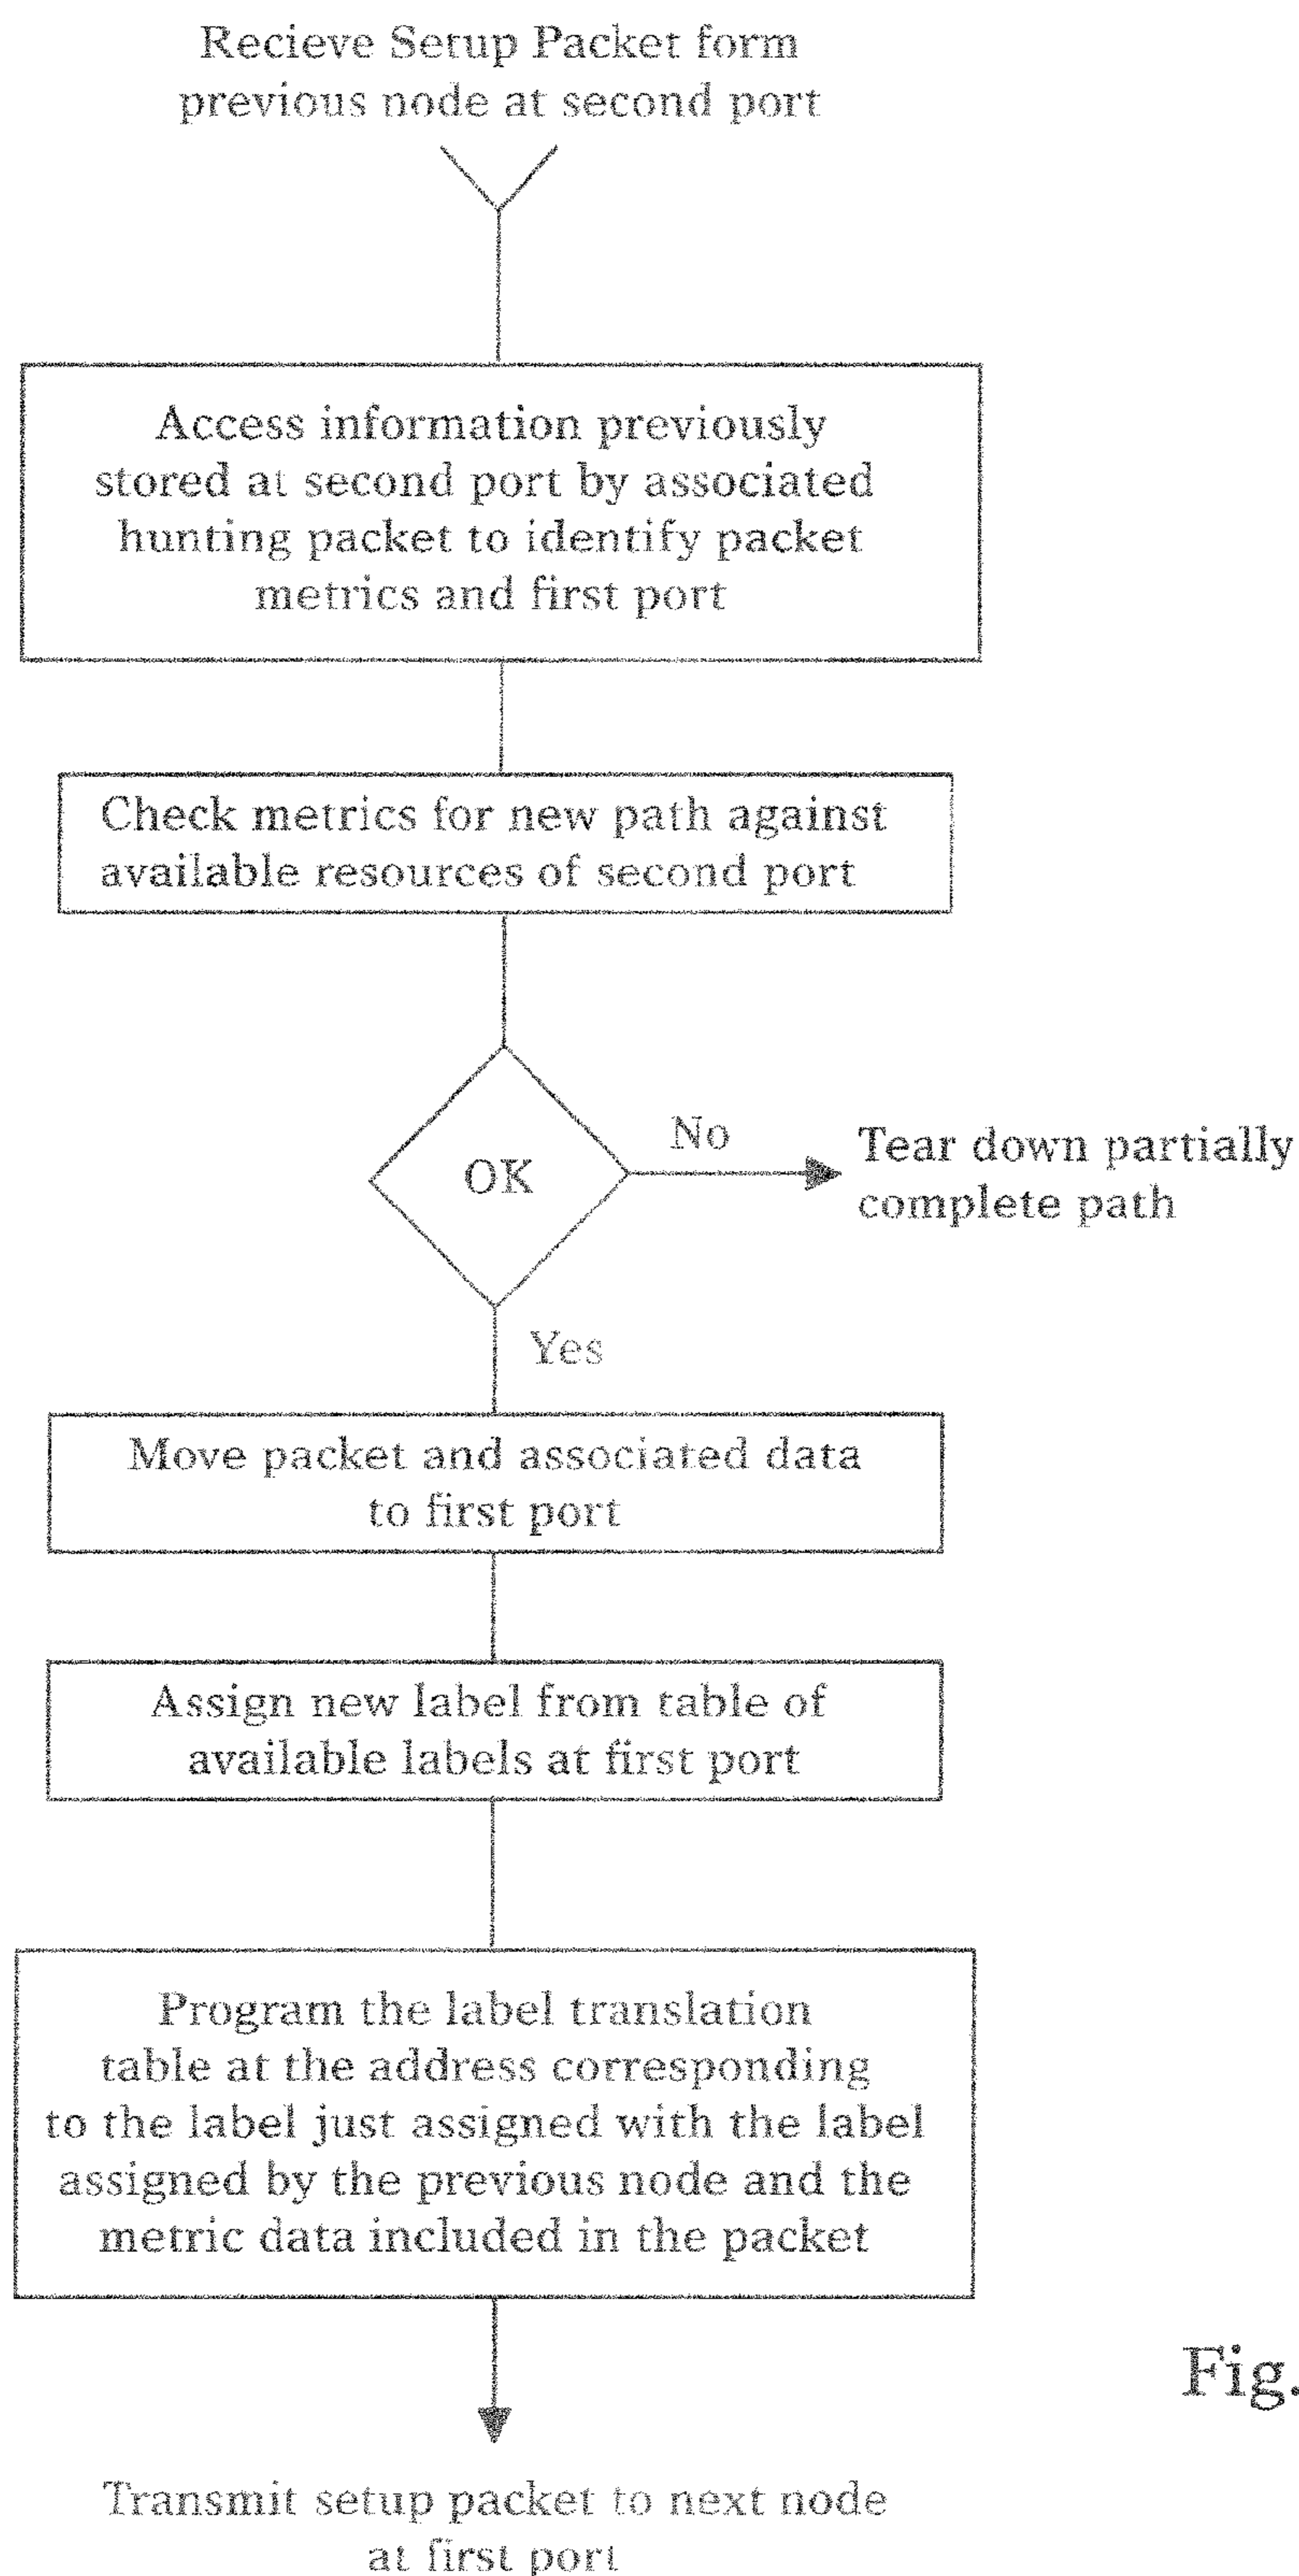 Recieve Setup Packet form
previous node at second port
Access information previously
stored at second port by associated
hunting packet to identify packet
metrics and first port
Check metrics for new path against
available resources of second port
OK
No
Tear down partially
complete path
Yes
Move packet and associated data
to first port
Assign new label from table of
available labels at first port
Program the label translation
table at the address corresponding
to the label just assigned with the label
assigned by the previous node and the
metric data included in the packet
Fig.
Transmit setup packet to next node
at first port